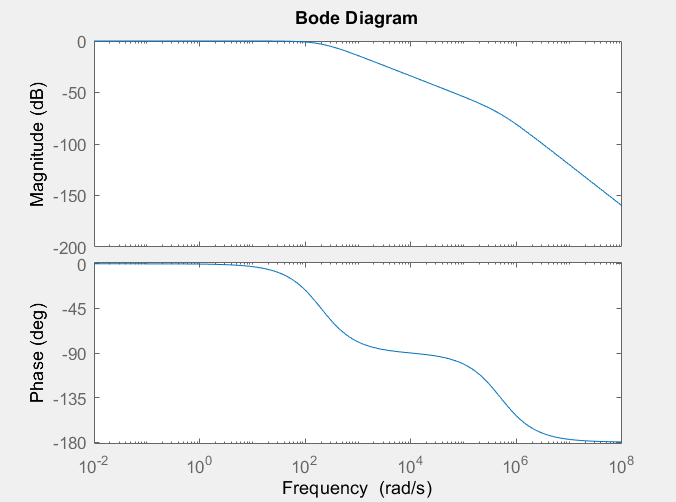 Bode Diagram
Magnitude (dB)
0
-50
-100
-150
-200
Phase (deg)
0
-45
-90
-135
-180
10^-2 10^0 10^2 10^4 10^6 10^8
Frequency (rad/s)